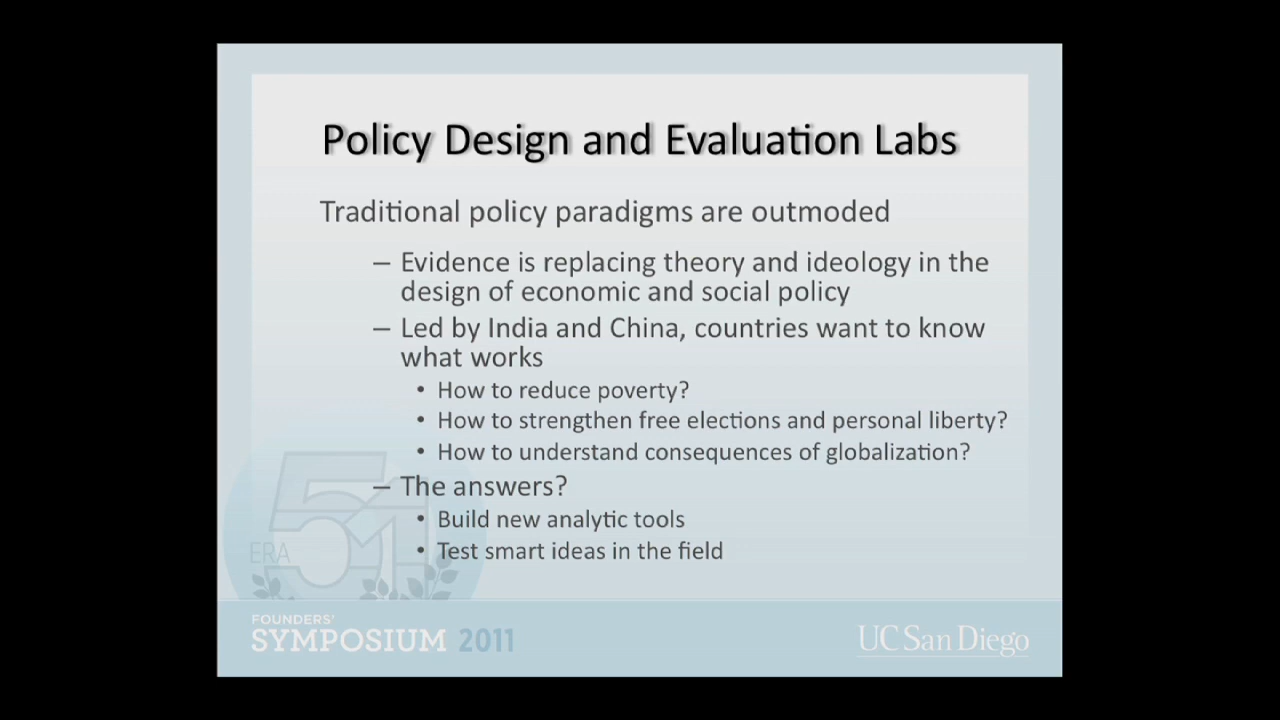 Policy Design and Evaluation Labs
Traditional policy paradigms are outmoded
– Evidence is replacing theory and ideology in the
design of economic and social policy
– Led by India and China, countries want to know
what works
• How to reduce poverty?
• How to strengthen free elections and personal liberty?
• How to understand consequences of globalization?
– The answers?
• Build new analytic tools
• Test smart ideas in the field
51
ERA
FOUNDERS'
SYMPOSIUM 2011
UC San Diego